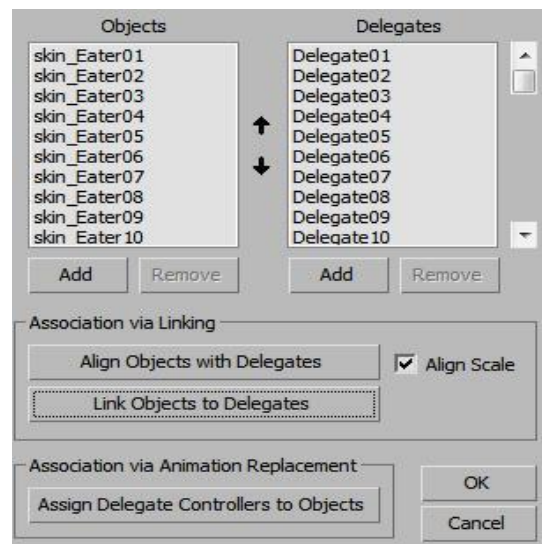 Objects Delegates
skin_Eater01 Delegate01
skin_Eater02 Delegate02
skin_Eater03 Delegate03
skin_Eater04 Delegate04
skin_Eater05 Delegate05
skin_Eater06 Delegate06
skin_Eater07 Delegate07
skin_Eater08 Delegate08
skin_Eater09 Delegate09
skin_Eater10 Delegate10
Add Remove Add Remove
Association via Linking
Align Objects with Delegates Align Scale
Link Objects to Delegates
Association via Animation Replacement
Assign Delegate Controllers to Objects
OK
Cancel